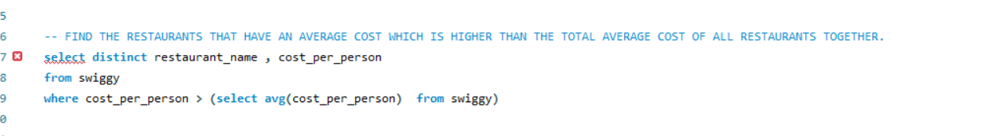 5
6 -- FIND THE RESTAURANTS THAT HAVE AN AVERAGE COST WHICH IS HIGHER THAN THE TOTAL AVERAGE COST OF ALL RESTAURANTS TOGETHER.
7 select distinct restaurant_name , cost_per_person
8 from swiggy
9 where cost_per_person > (select avg(cost_per_person)  from swiggy)
0